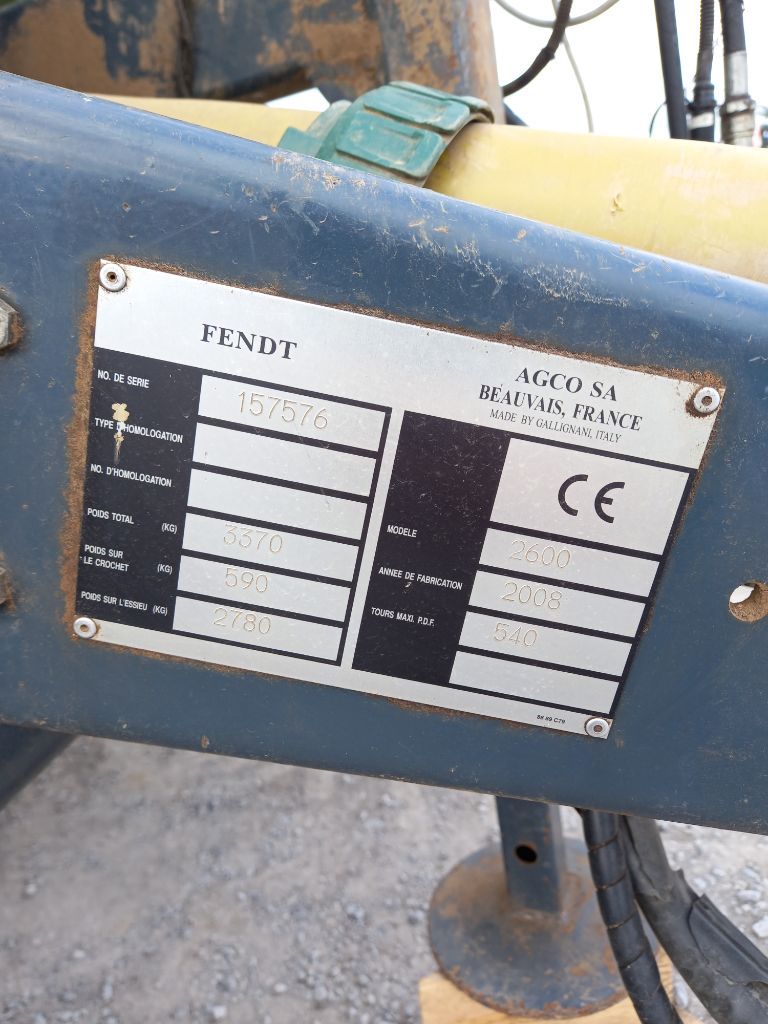 FENDT
AGCO SA
BEAUVAIS, FRANCE
MADE BY GALLIGNANI, ITALY
NO. DE SERIE 157576
TYPE D'HOMOLOGATION
NO. D'HOMOLOGATION
POIDS TOTAL (KG) 3370
POIDS SUR
LE CROCHET (KG) 590
POIDS SUR L'ESSIEU (KG) 2780
CE
MODELE 2600
ANNEE DE FABRICATION 2008
TOURS MAXI. P.D.F. 540